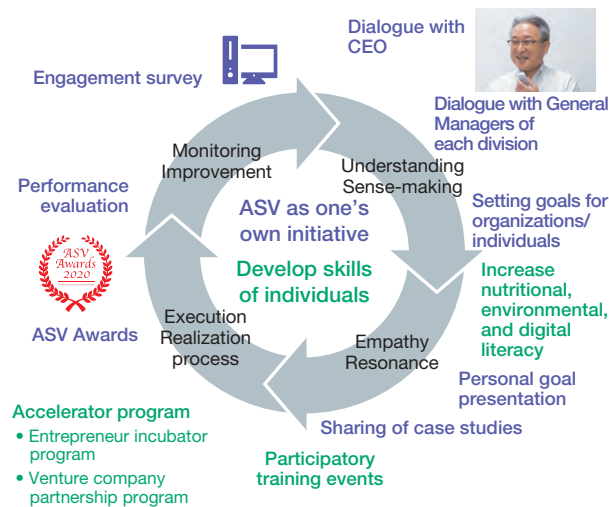 Dialogue with
CEO
Engagement survey
Dialogue with General
Managers of
each division
Monitoring
Improvement
Understanding
Sense-making
Performance
evaluation
ASV as one's
own initiative
Setting goals for
organizations/
individuals
ASV
Awards
2020
Develop skills
of individuals
Increase
nutritional,
environmental,
and digital
literacy
ASV Awards
Execution
Realization
process
Empathy
Resonance
Personal goal
presentation
Accelerator program
• Entrepreneur incubator
program
• Venture company
partnership program
Sharing of case studies
Participatory
training events